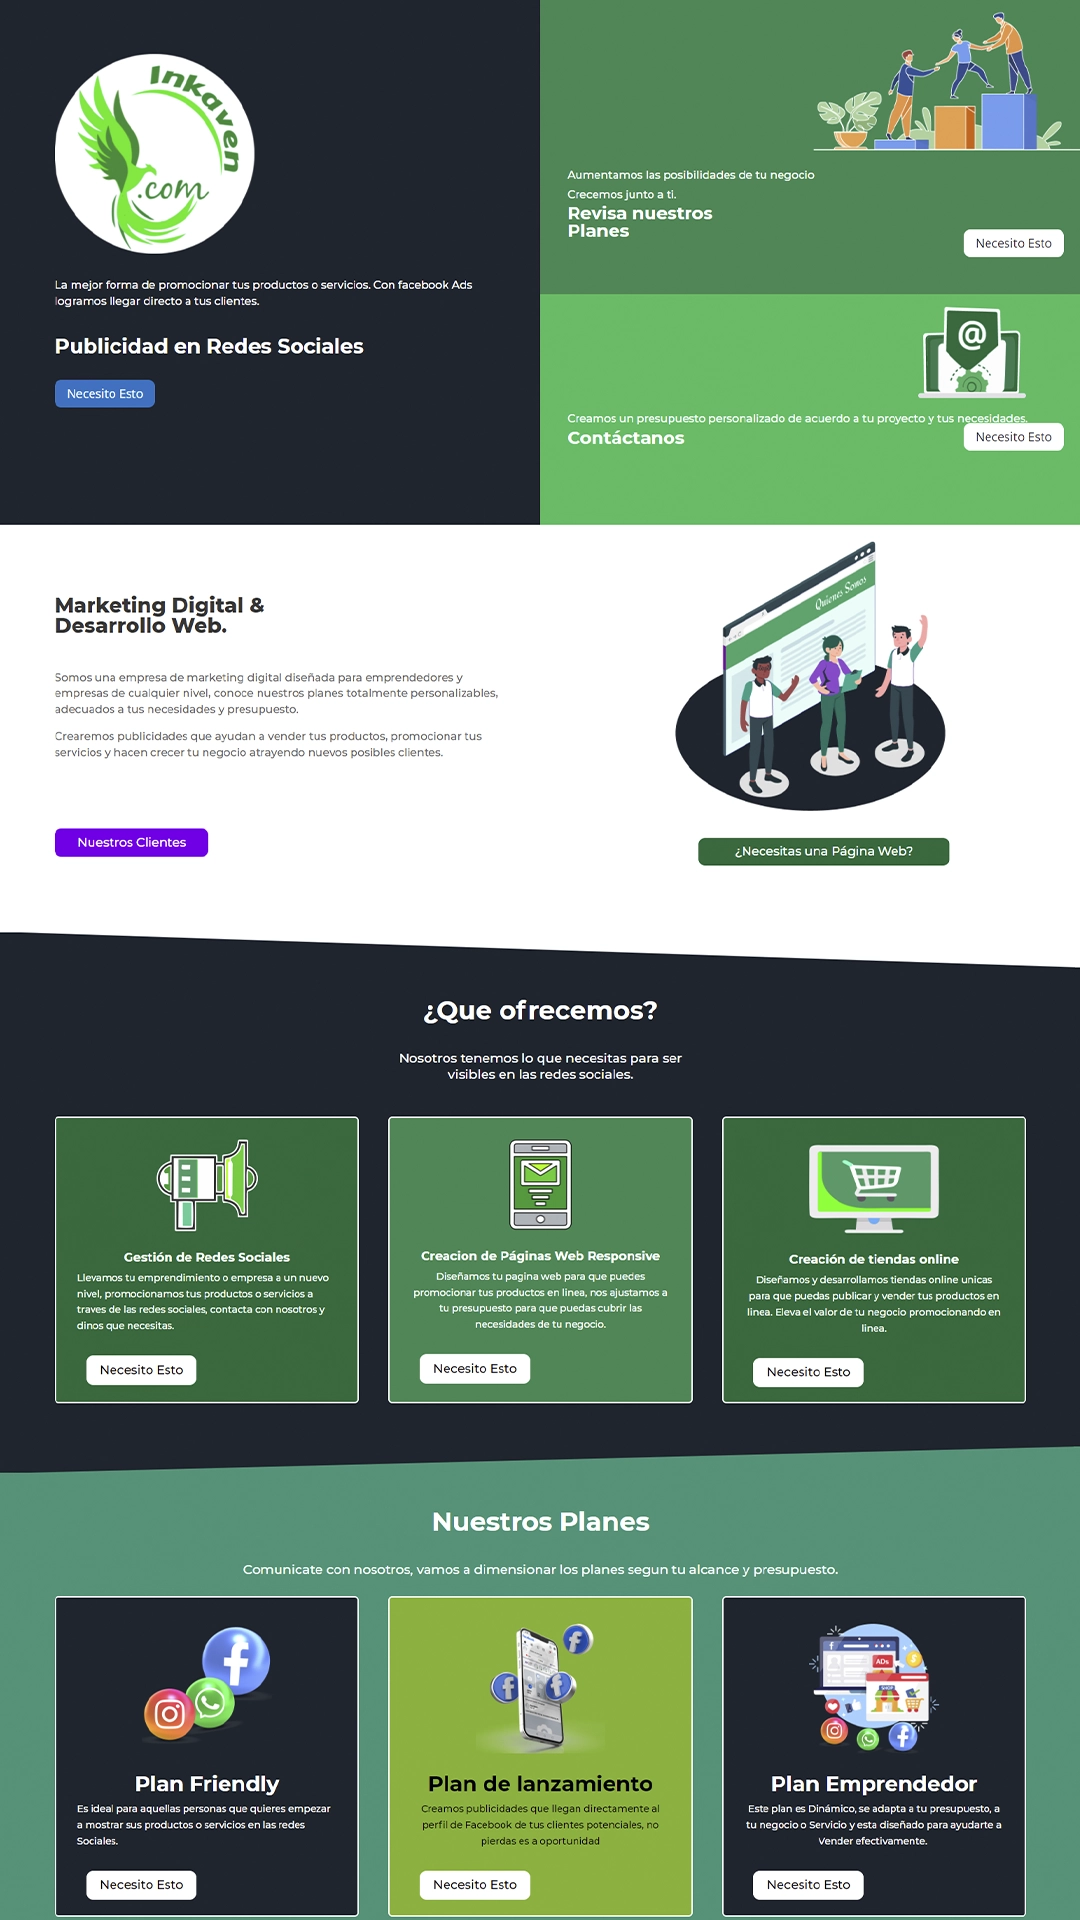 Inkaven
.com
La mejor forma de promocionar tus productos o servicios. Con facebook Ads
logramos llegar directo a tus clientes.
Publicidad en Redes Sociales
Necesito Esto
Aumentamos las posibilidades de tu negocio
Crecemos junto a ti.
Revisa nuestros
Planes
Necesito Esto
@
Creamos un presupuesto personalizado de acuerdo a tu proyecto y tus necesidades.
Contáctanos
Necesito Esto
Marketing Digital &
Desarrollo Web.
Somos una empresa de marketing digital diseñada para emprendedores y
empresas de cualquier nivel, conoce nuestros planes totalmente personalizables,
adecuados a tus necesidades y presupuesto.
Crearemos publicidades que ayudan a vender tus productos, promocionar tus
servicios y hacen crecer tu negocio atrayendo nuevos posibles clientes.
Nuestros Clientes
Quienes Somos
¿Necesitas una Página Web?
¿Que ofrecemos?
Nosotros tenemos lo que necesitas para ser
visibles en las redes sociales.
Gestión de Redes Sociales
Llevamos tu emprendimiento o empresa a un nuevo
nivel, promocionamos tus productos o servicios a
traves de las redes sociales, contacta con nosotros y
dinos que necesitas.
Necesito Esto
Creacion de Páginas Web Responsive
Diseñamos tu pagina web para que puedes
promocionar tus productos en linea, nos ajustamos a
tu presupuesto para que puedas cubrir las
necesidades de tu negocio.
Necesito Esto
Creación de tiendas online
Diseñamos y desarrollamos tiendas online unicas
para que puedas publicar y vender tus productos en
linea. Eleva el valor de tu negocio promocionando en
linea.
Necesito Esto
Nuestros Planes
Comunicate con nosotros, vamos a dimensionar los planes segun tu alcance y presupuesto.
Plan Friendly
Es ideal para aquellas personas que quieres empezar
a mostrar sus productos o servicios en las redes
Sociales.
Necesito Esto
Plan de lanzamiento
Creamos publicidades que llegan directamente al
perfil de Facebook de tus clientes potenciales, no
pierdas es a oportunidad
Necesito Esto
ADs
SHOP
Plan Emprendedor
Este plan es Dinámico, se adapta a tu presupuesto, a
tu negocio o Servicio y esta diseñado para ayudarte a
Vender efectivamente.
Necesito Esto